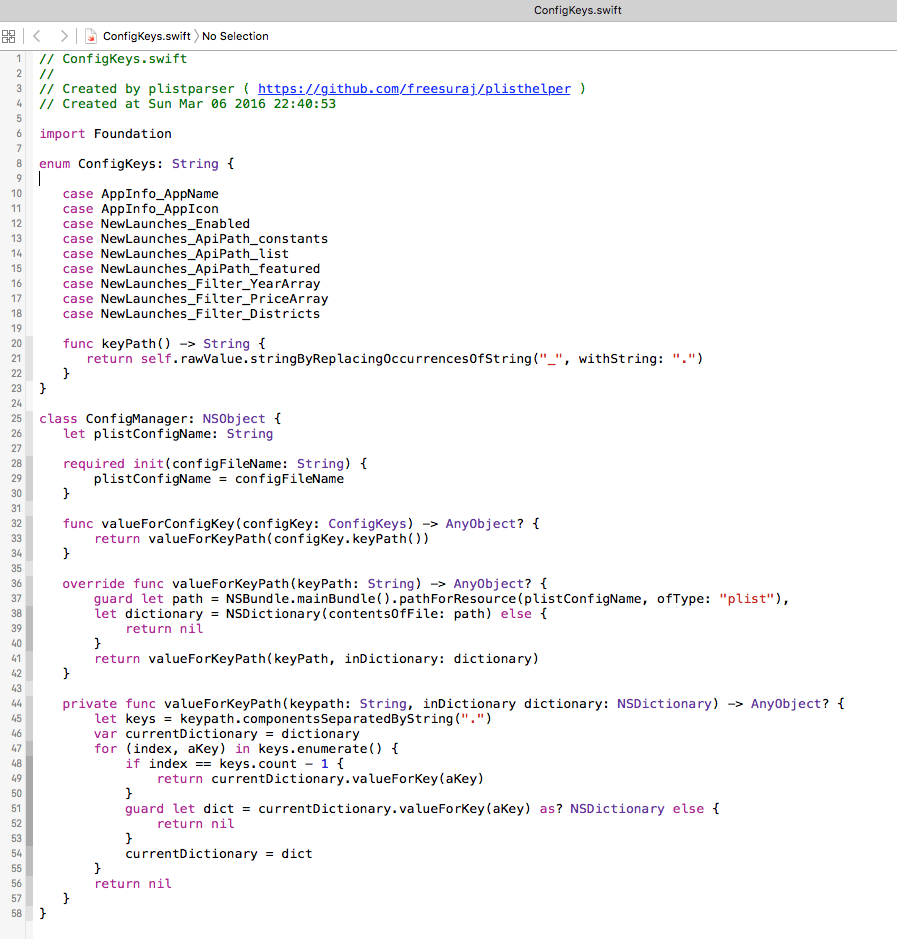 ConfigKeys.swift
ConfigKeys.swift No Selection
1 // ConfigKeys.swift
2 //
3 // Created by plistparser ( https://github.com/freesuraj/plisthelper )
4 // Created at Sun Mar 06 2016 22:40:53
5
6 import Foundation
7
8 enum ConfigKeys: String {
9
10 case AppInfo_AppName
11 case AppInfo_AppIcon
12 case NewLaunches_Enabled
13 case NewLaunches_ApiPath_constants
14 case NewLaunches_ApiPath_list
15 case NewLaunches_ApiPath_featured
16 case NewLaunches_Filter_YearArray
17 case NewLaunches_Filter_PriceArray
18 case NewLaunches_Filter_Districts
19
20 func keyPath() -> String {
21 return self.rawValue.stringByReplacingOccurrencesOfString("_", withString: ".")
22 }
23 }
24
25 class ConfigManager: NSObject {
26 let plistConfigName: String
27
28 required init(configFileName: String) {
29 plistConfigName = configFileName
30 }
31
32 func valueForConfigKey(configKey: ConfigKeys) -> AnyObject? {
33 return valueForKeyPath(configKey.keyPath())
34 }
35
36 override func valueForKeyPath(keyPath: String) -> AnyObject? {
37 guard let path = NSBundle.mainBundle().pathForResource(plistConfigName, ofType: "plist"),
38 let dictionary = NSDictionary(contentsOfFile: path) else {
39 return nil
40 }
41 return valueForKeyPath(keyPath, inDictionary: dictionary)
42 }
43
44 private func valueForKeyPath(keypath: String, inDictionary dictionary: NSDictionary) -> AnyObject? {
45 let keys = keypath.componentsSeparatedByString(".")
46 var currentDictionary = dictionary
47 for (index, aKey) in keys.enumerate() {
48 if index == keys.count - 1 {
49 return currentDictionary.valueForKey(aKey)
50 }
51 guard let dict = currentDictionary.valueForKey(aKey) as? NSDictionary else {
52 return nil
53 }
54 currentDictionary = dict
55 }
56 return nil
57 }
58 }